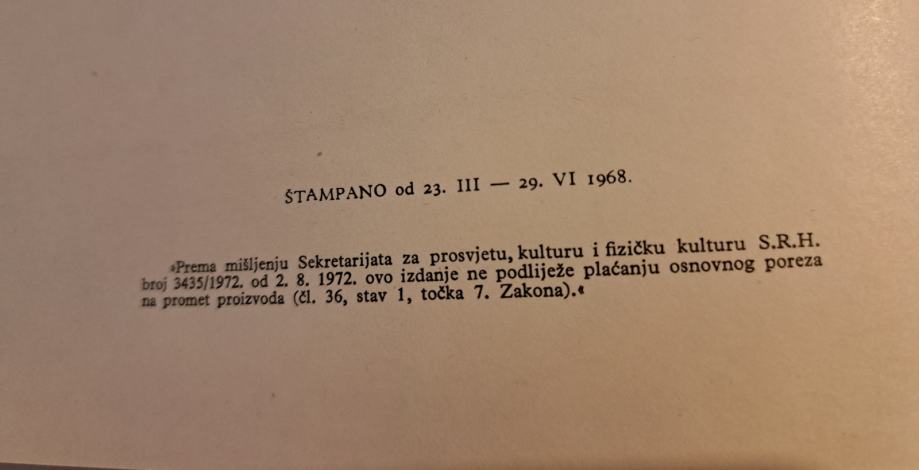 ŠTAMPANO od 23. III — 29. VI 1968.
»Prema mišljenju Sekretarijata za prosvjetu, kulturu i fizičku kulturu S.R.H.
broj 3435/1972. od 2. 8. 1972. ovo izdanje ne podliježe plaćanju osnovnog poreza
na promet proizvoda (čl. 36, stav 1, točka 7. Zakona).«